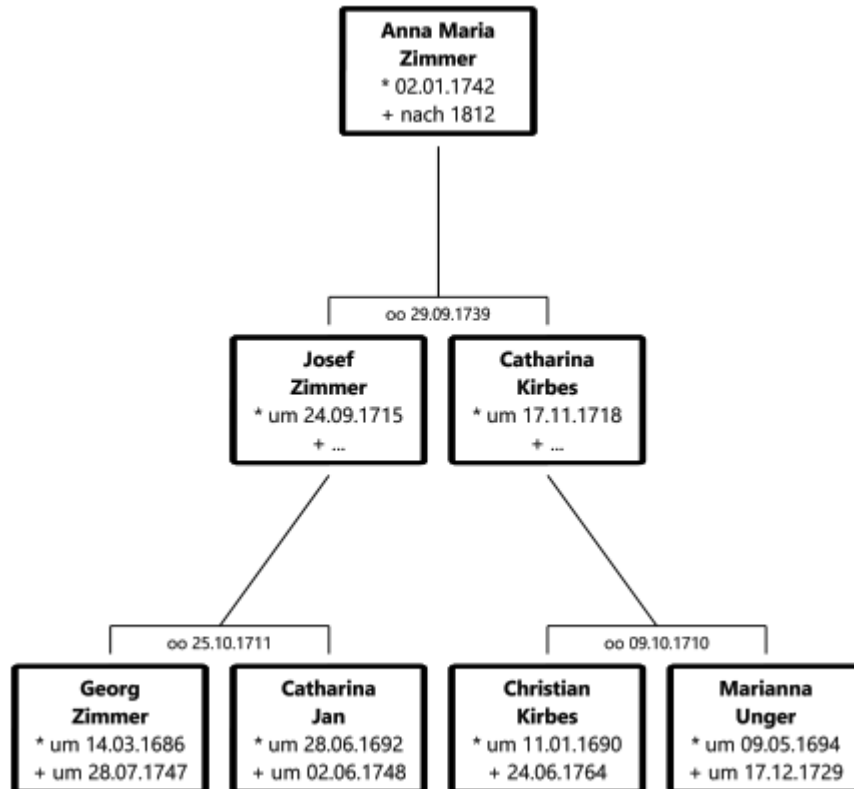 Anna Maria
Zimmer
* 02.01.1742
+ nach 1812
oo 29.09.1739
Josef
Zimmer
* um 24.09.1715
+ ...
Catharina
Kirbes
* um 17.11.1718
+ ...
oo 25.10.1711
oo 09.10.1710
Georg
Zimmer
* um 14.03.1686
+ um 28.07.1747
Catharina
Jan
* um 28.06.1692
+ um 02.06.1748
Christian
Kirbes
* um 11.01.1690
+ 24.06.1764
Marianna
Unger
* um 09.05.1694
+ um 17.12.1729